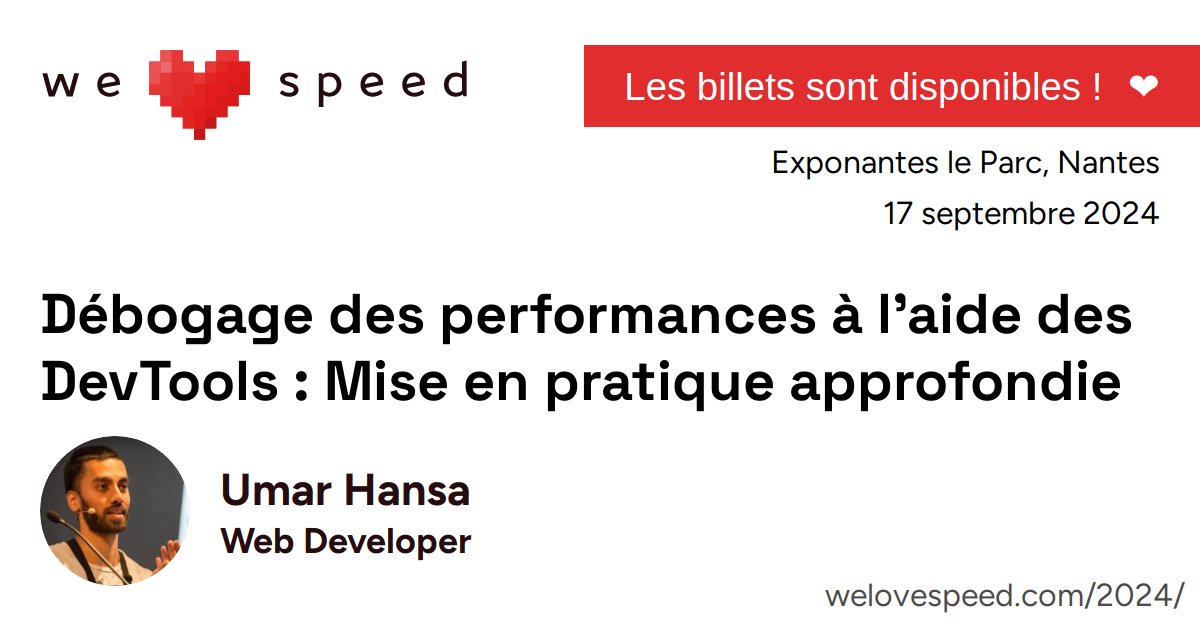 we ❤ speed
Les billets sont disponibles ! ❤
Exponantes le Parc, Nantes
17 septembre 2024
Débogage des performances à l’aide des
DevTools : Mise en pratique approfondie
Umar Hansa
Web Developer
welovespeed.com/2024/